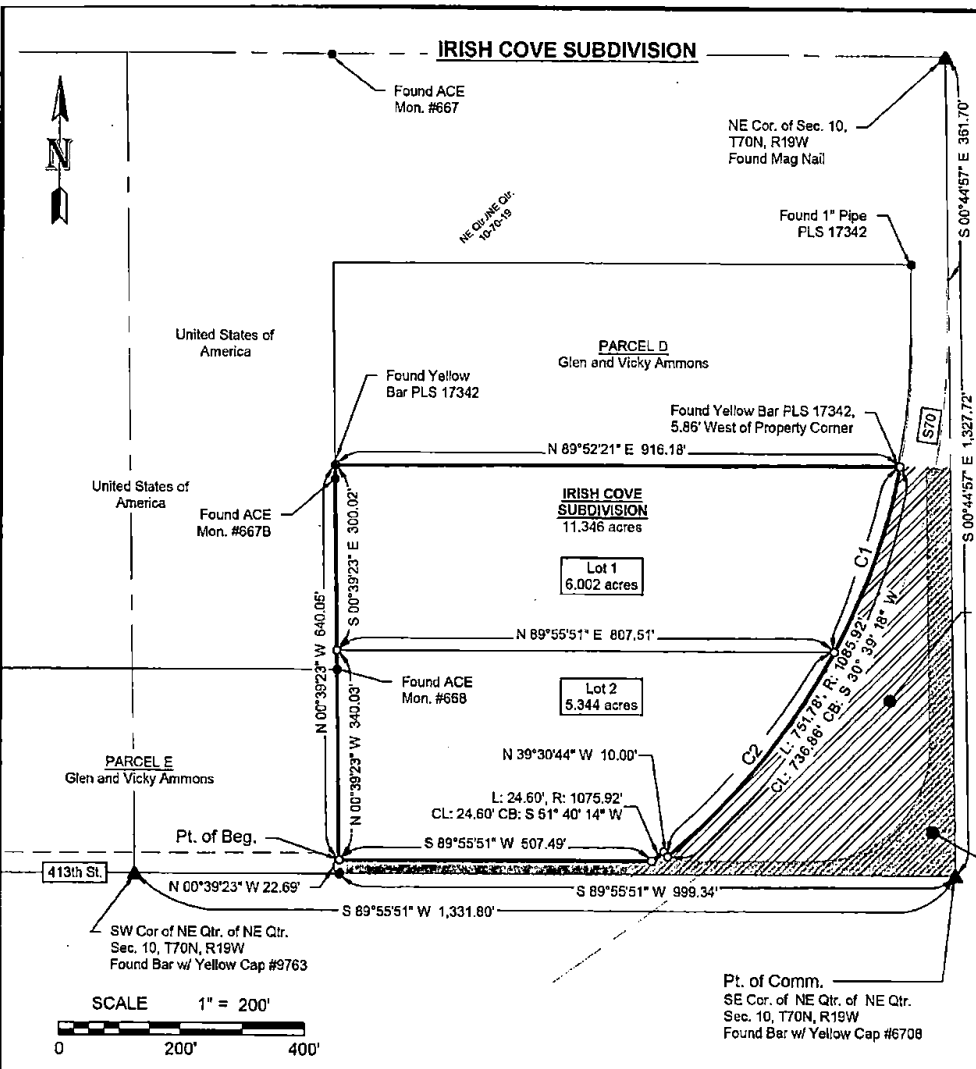 IRISH COVE SUBDIVISION
Found ACE
Mon. #667
N
NE Cor. of Sec. 10,
T70N, R19W
Found Mag Nail
S 00°44'57" E 361.70'
NE Qtr./NE Qtr.
10-70-19
Found 1" Pipe
PLS 17342
United States of
America
PARCEL D
Glen and Vicky Ammons
Found Yellow
Bar PLS 17342
Found Yellow Bar PLS 17342,
5.86' West of Property Corner
S70
S 00°44'57" E 1,327.72'
N 89°52'21" E 916.18'
United States of
America
Found ACE
Mon. #667B
IRISH COVE
SUBDIVISION
11.346 acres
S 00°39'23" E 300.02'
N 00°39'23" W 640.05'
Lot 1
6.002 acres
C1
N 89°55'51" E 807.51'
L: 751.78', R: 1085.92'
CL: 736.86' CB: S 30° 39' 18" W
Found ACE
Mon. #668
Lot 2
5.344 acres
N 00°39'23" W 340.03'
C2
N 39°30'44" W 10.00'
PARCEL E
Glen and Vicky Ammons
L: 24.60', R: 1075.92'
CL: 24.60' CB: S 51° 40' 14" W
Pt. of Beg.
S 89°55'51" W 507.49'
413th St.
N 00°39'23" W 22.69'
S 89°55'51" W 999.34'
S 89°55'51" W 1,331.80'
SW Cor of NE Qtr. of NE Qtr.
Sec. 10, T70N, R19W
Found Bar w/ Yellow Cap #9763
Pt. of Comm.
SE Cor. of NE Qtr. of NE Qtr.
Sec. 10, T70N, R19W
Found Bar w/ Yellow Cap #6708
SCALE 1" = 200'
0 200' 400'